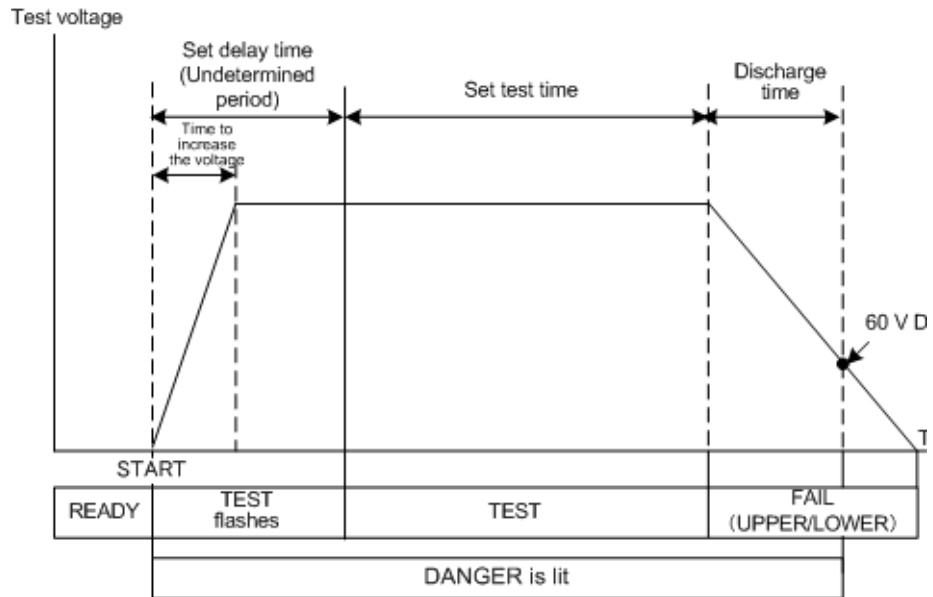 Test voltage
Set delay time
(Undetermined
period)
Set test time
Discharge
time
Time to
increase
the voltage
60 V D
T
START
READY
TEST
flashes
TEST
FAIL
(UPPER/LOWER)
DANGER is lit